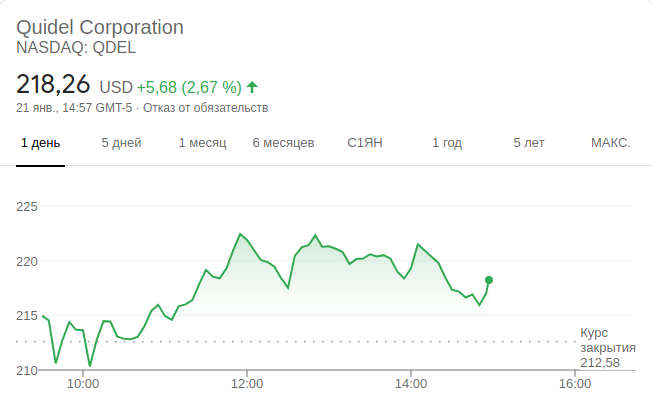 Quidel Corporation
NASDAQ: QDEL
218,26 USD +5,68 (2,67 %)
21 янв., 14:57 GMT-5 · Отказ от обязательств
1 день 5 дней 1 месяц 6 месяцев С1ЯН 1 год 5 лет МАКС.
225
220
215
Курс
закрытия
212,58
210
10:00 12:00 14:00 16:00